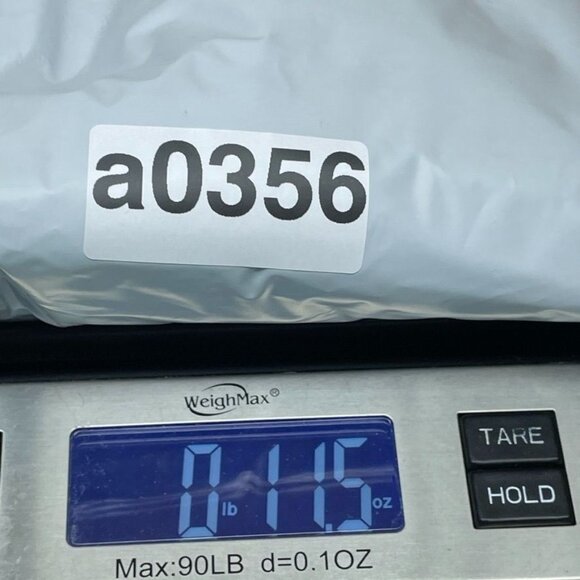 a0356
WeighMax®
0 lb 11.5 oz
TARE
HOLD
Max:90LB d=0.1OZ